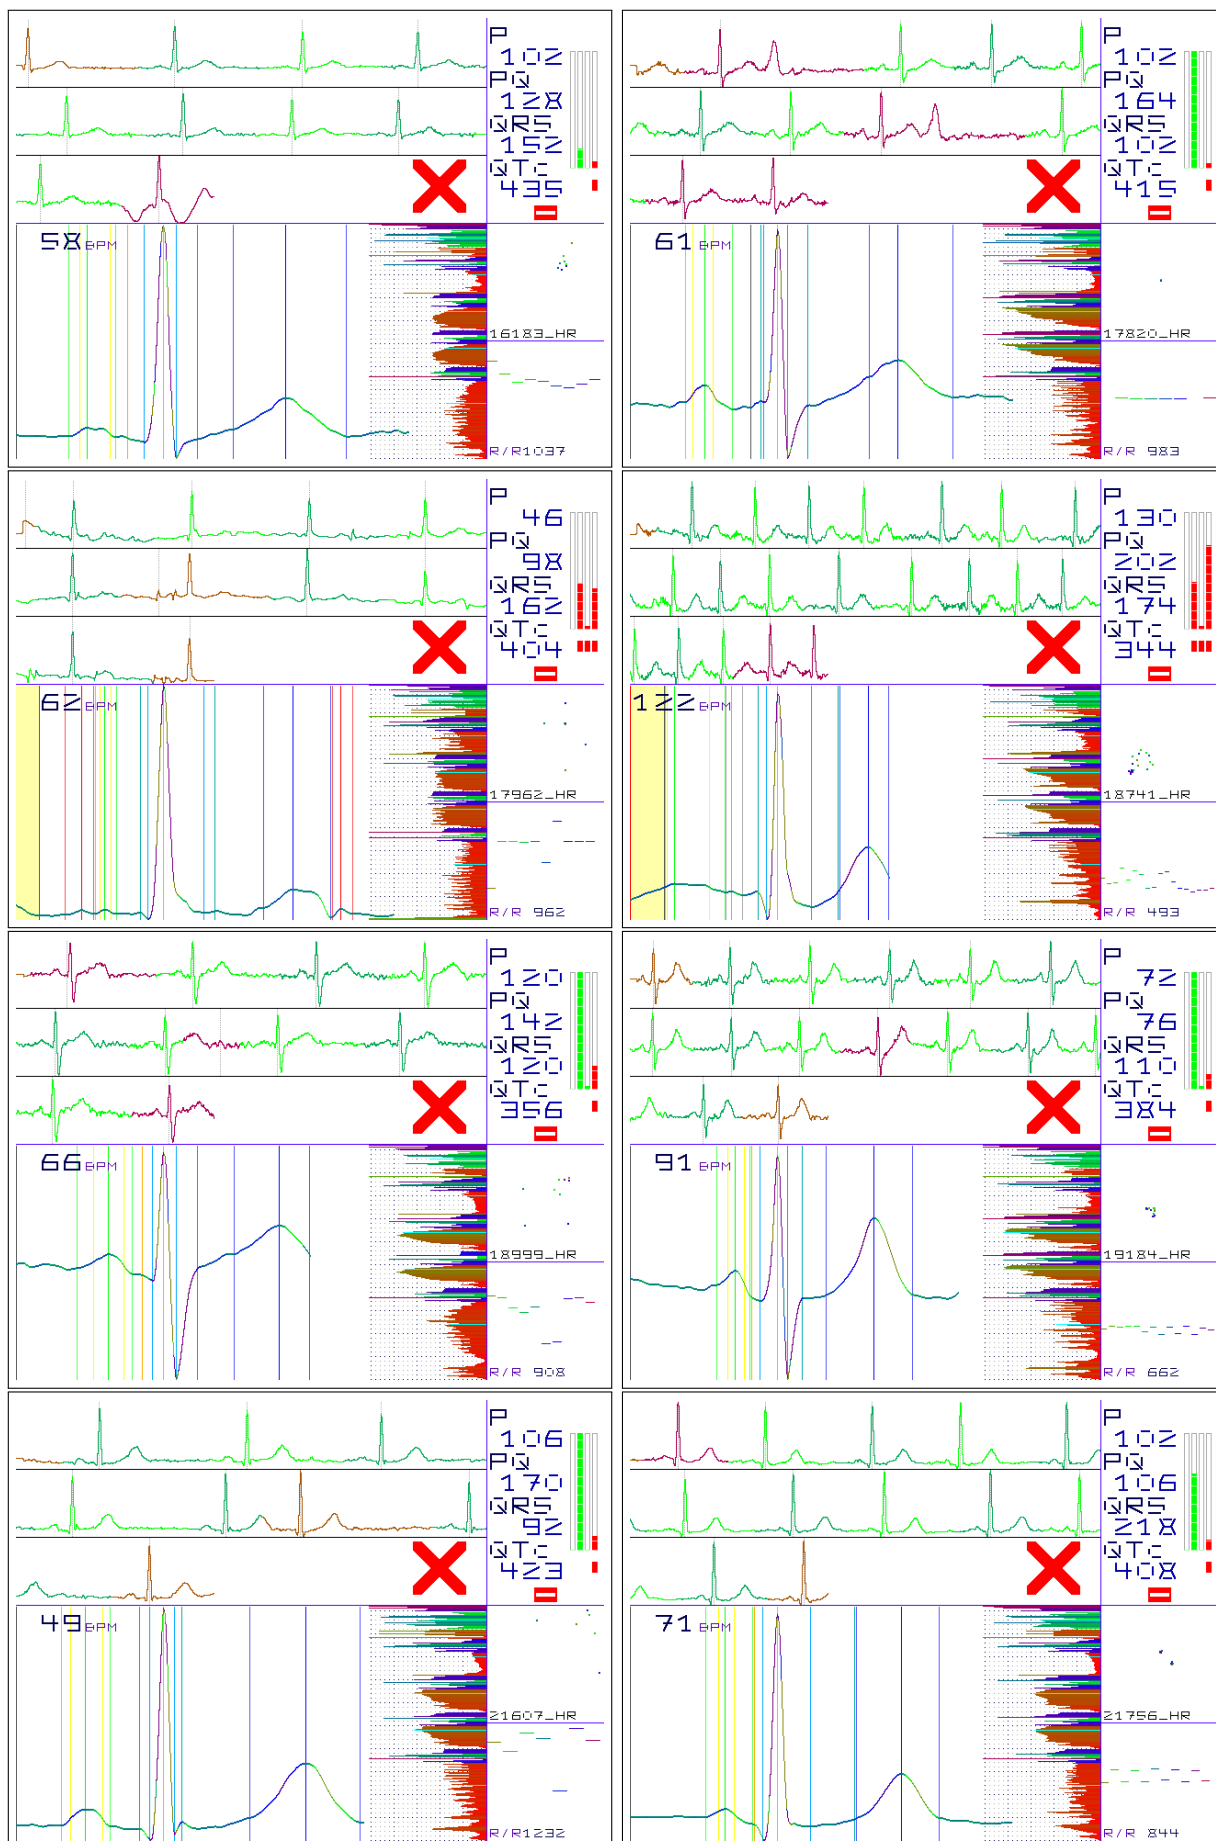 P
102
PQ
128
QRS
152
QTc
435
58 BPM
16183_HR
R/R1037
P
102
PQ
164
QRS
102
QTc
415
61 BPM
17820_HR
R/R 983
P
46
PQ
98
QRS
162
QTc
404
62 BPM
17962_HR
R/R 962
P
130
PQ
202
QRS
174
QTc
344
122 BPM
18741_HR
R/R 493
P
120
PQ
142
QRS
120
QTc
356
66 BPM
18999_HR
R/R 908
P
72
PQ
76
QRS
110
QTc
384
91 BPM
19184_HR
R/R 662
P
106
PQ
170
QRS
92
QTc
423
49 BPM
21607_HR
R/R1232
P
102
PQ
106
QRS
218
QTc
408
71 BPM
21756_HR
R/R 844